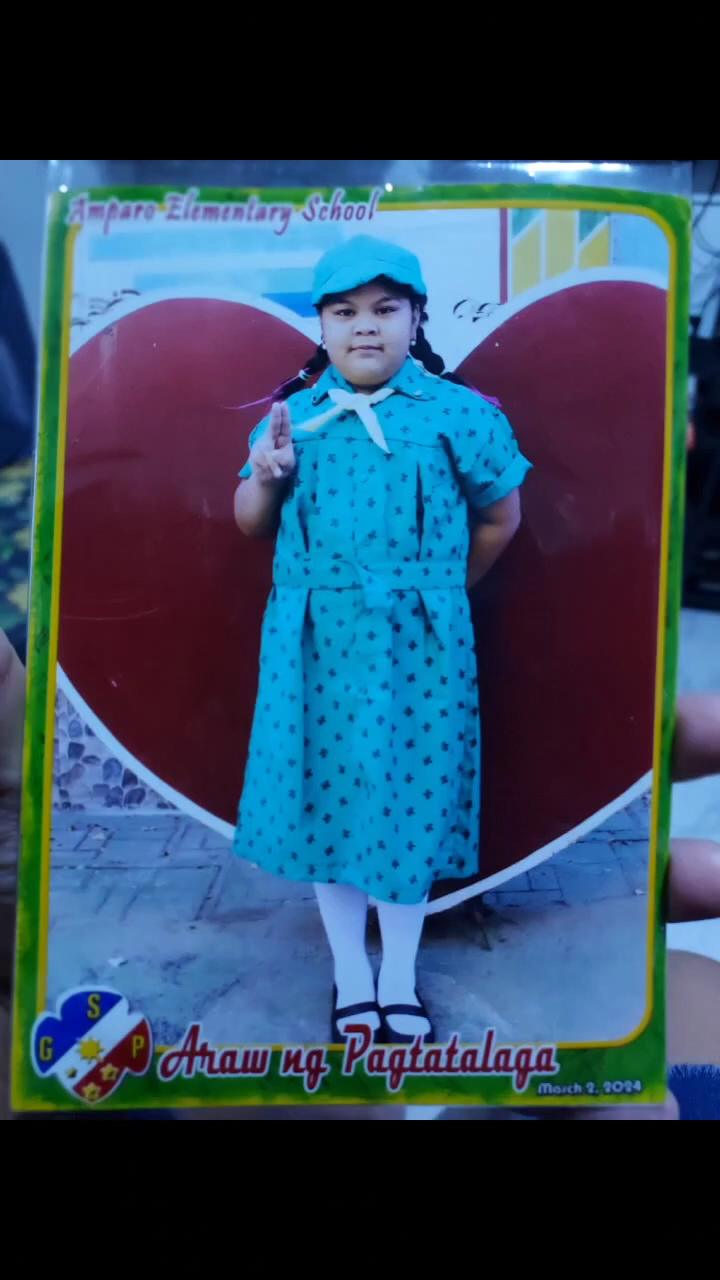 Amparo Elementary School
S
G P
Araw ng Pagtatalaga
March 2, 2024